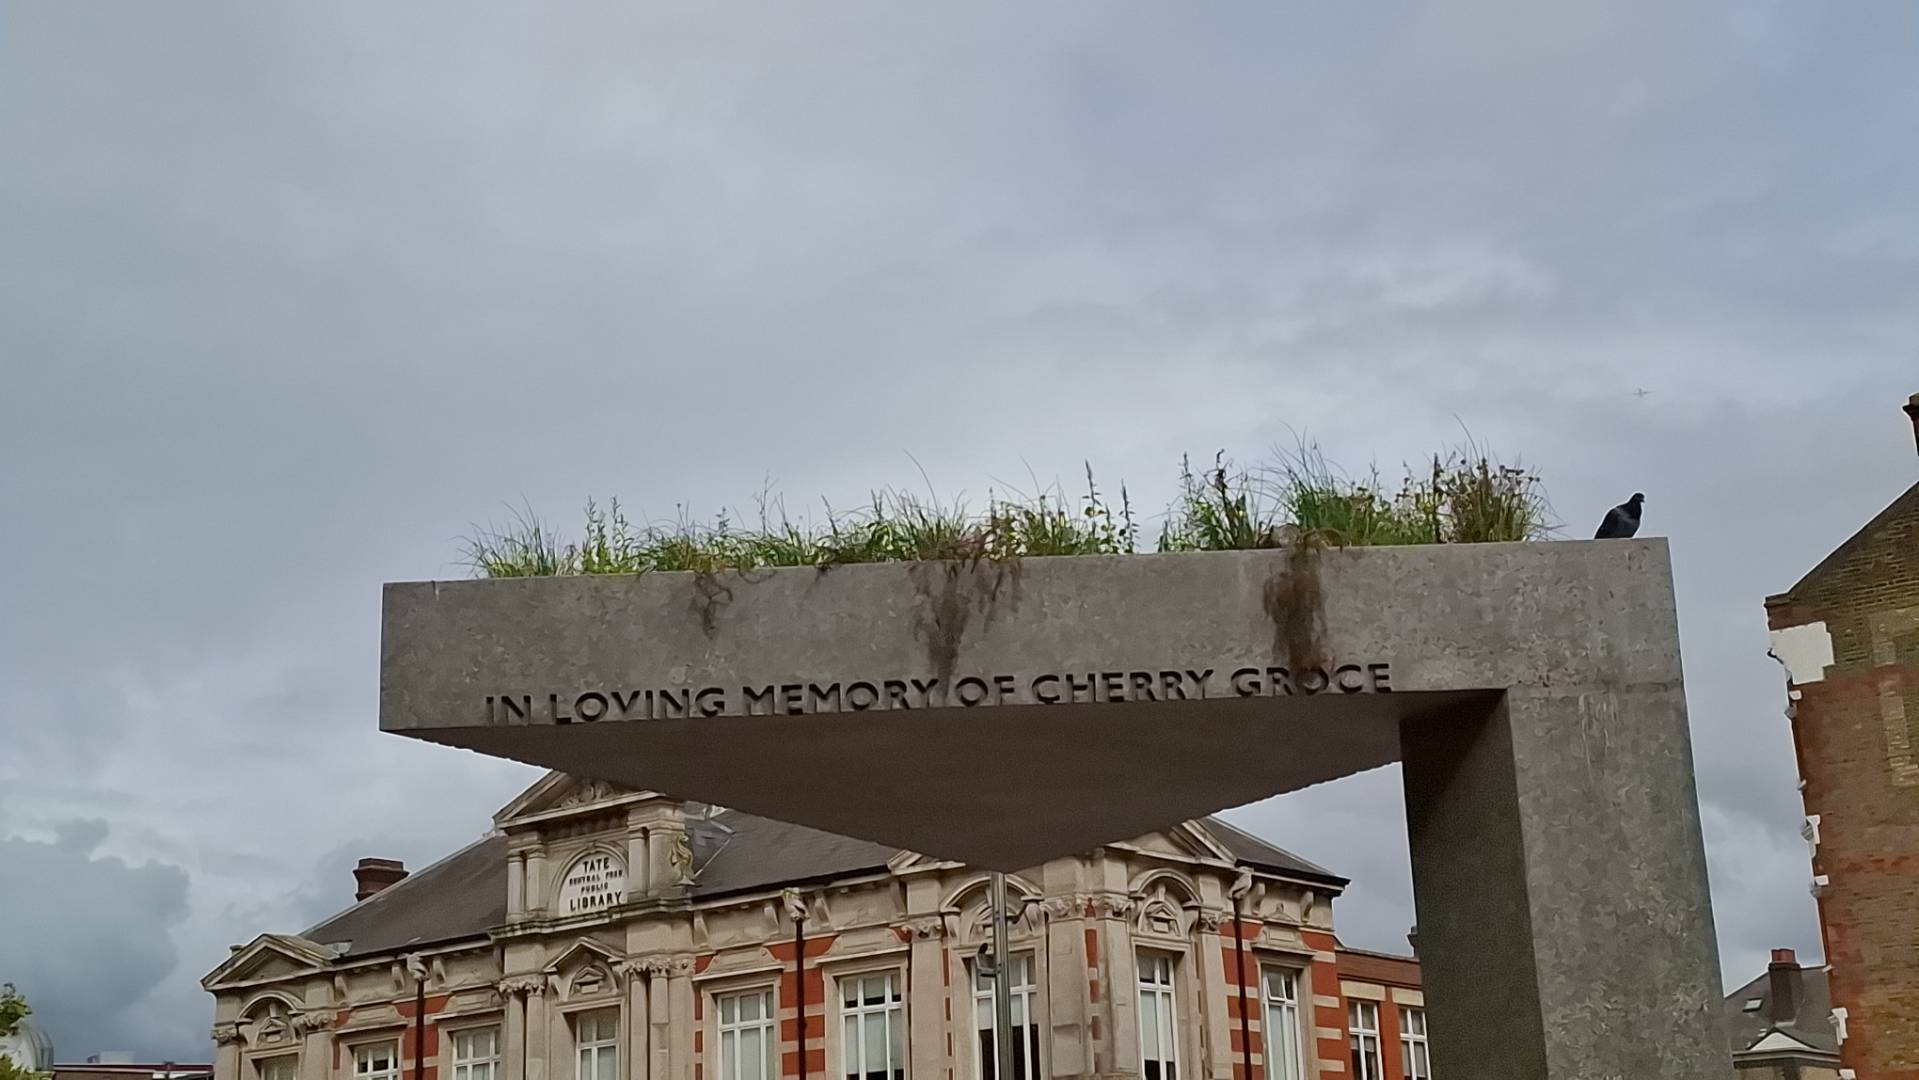 IN LOVING MEMORY OF CHERRY GROCE
TATE
CENTRAL FREE
PUBLIC
LIBRARY